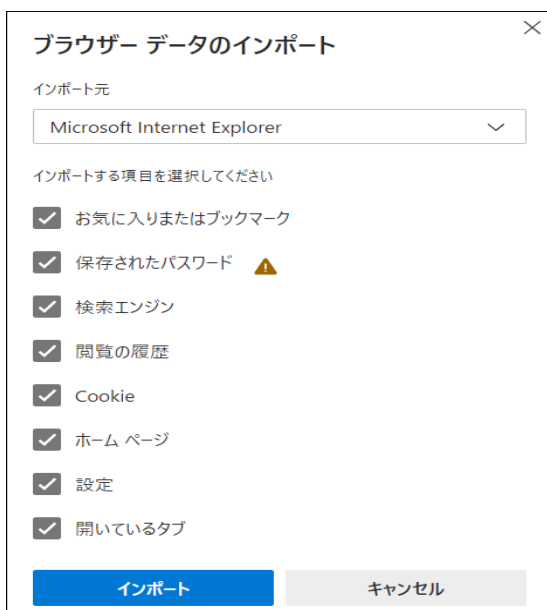 ブラウザー データのインポート
インポート元
Microsoft Internet Explorer
インポートする項目を選択してください
お気に入りまたはブックマーク
保存されたパスワード
検索エンジン
閲覧の履歴
Cookie
ホーム ページ
設定
開いているタブ
インポート
キャンセル